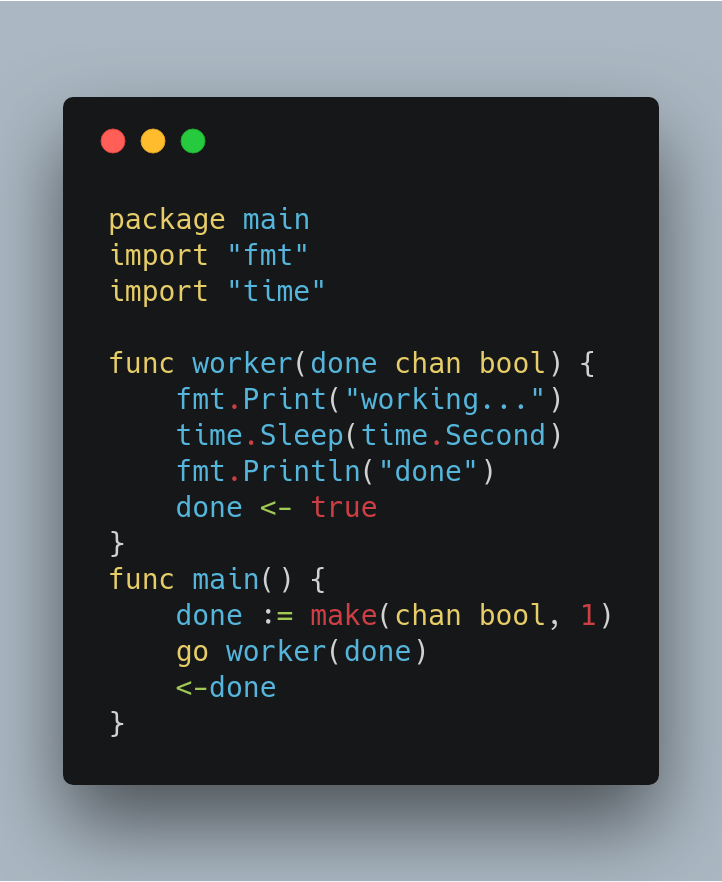 package main
import "fmt"
import "time"

func worker(done chan bool) {
    fmt.Print("working...")
    time.Sleep(time.Second)
    fmt.Println("done")
    done <- true
}
func main() {
    done := make(chan bool, 1)
    go worker(done)
    <-done
}